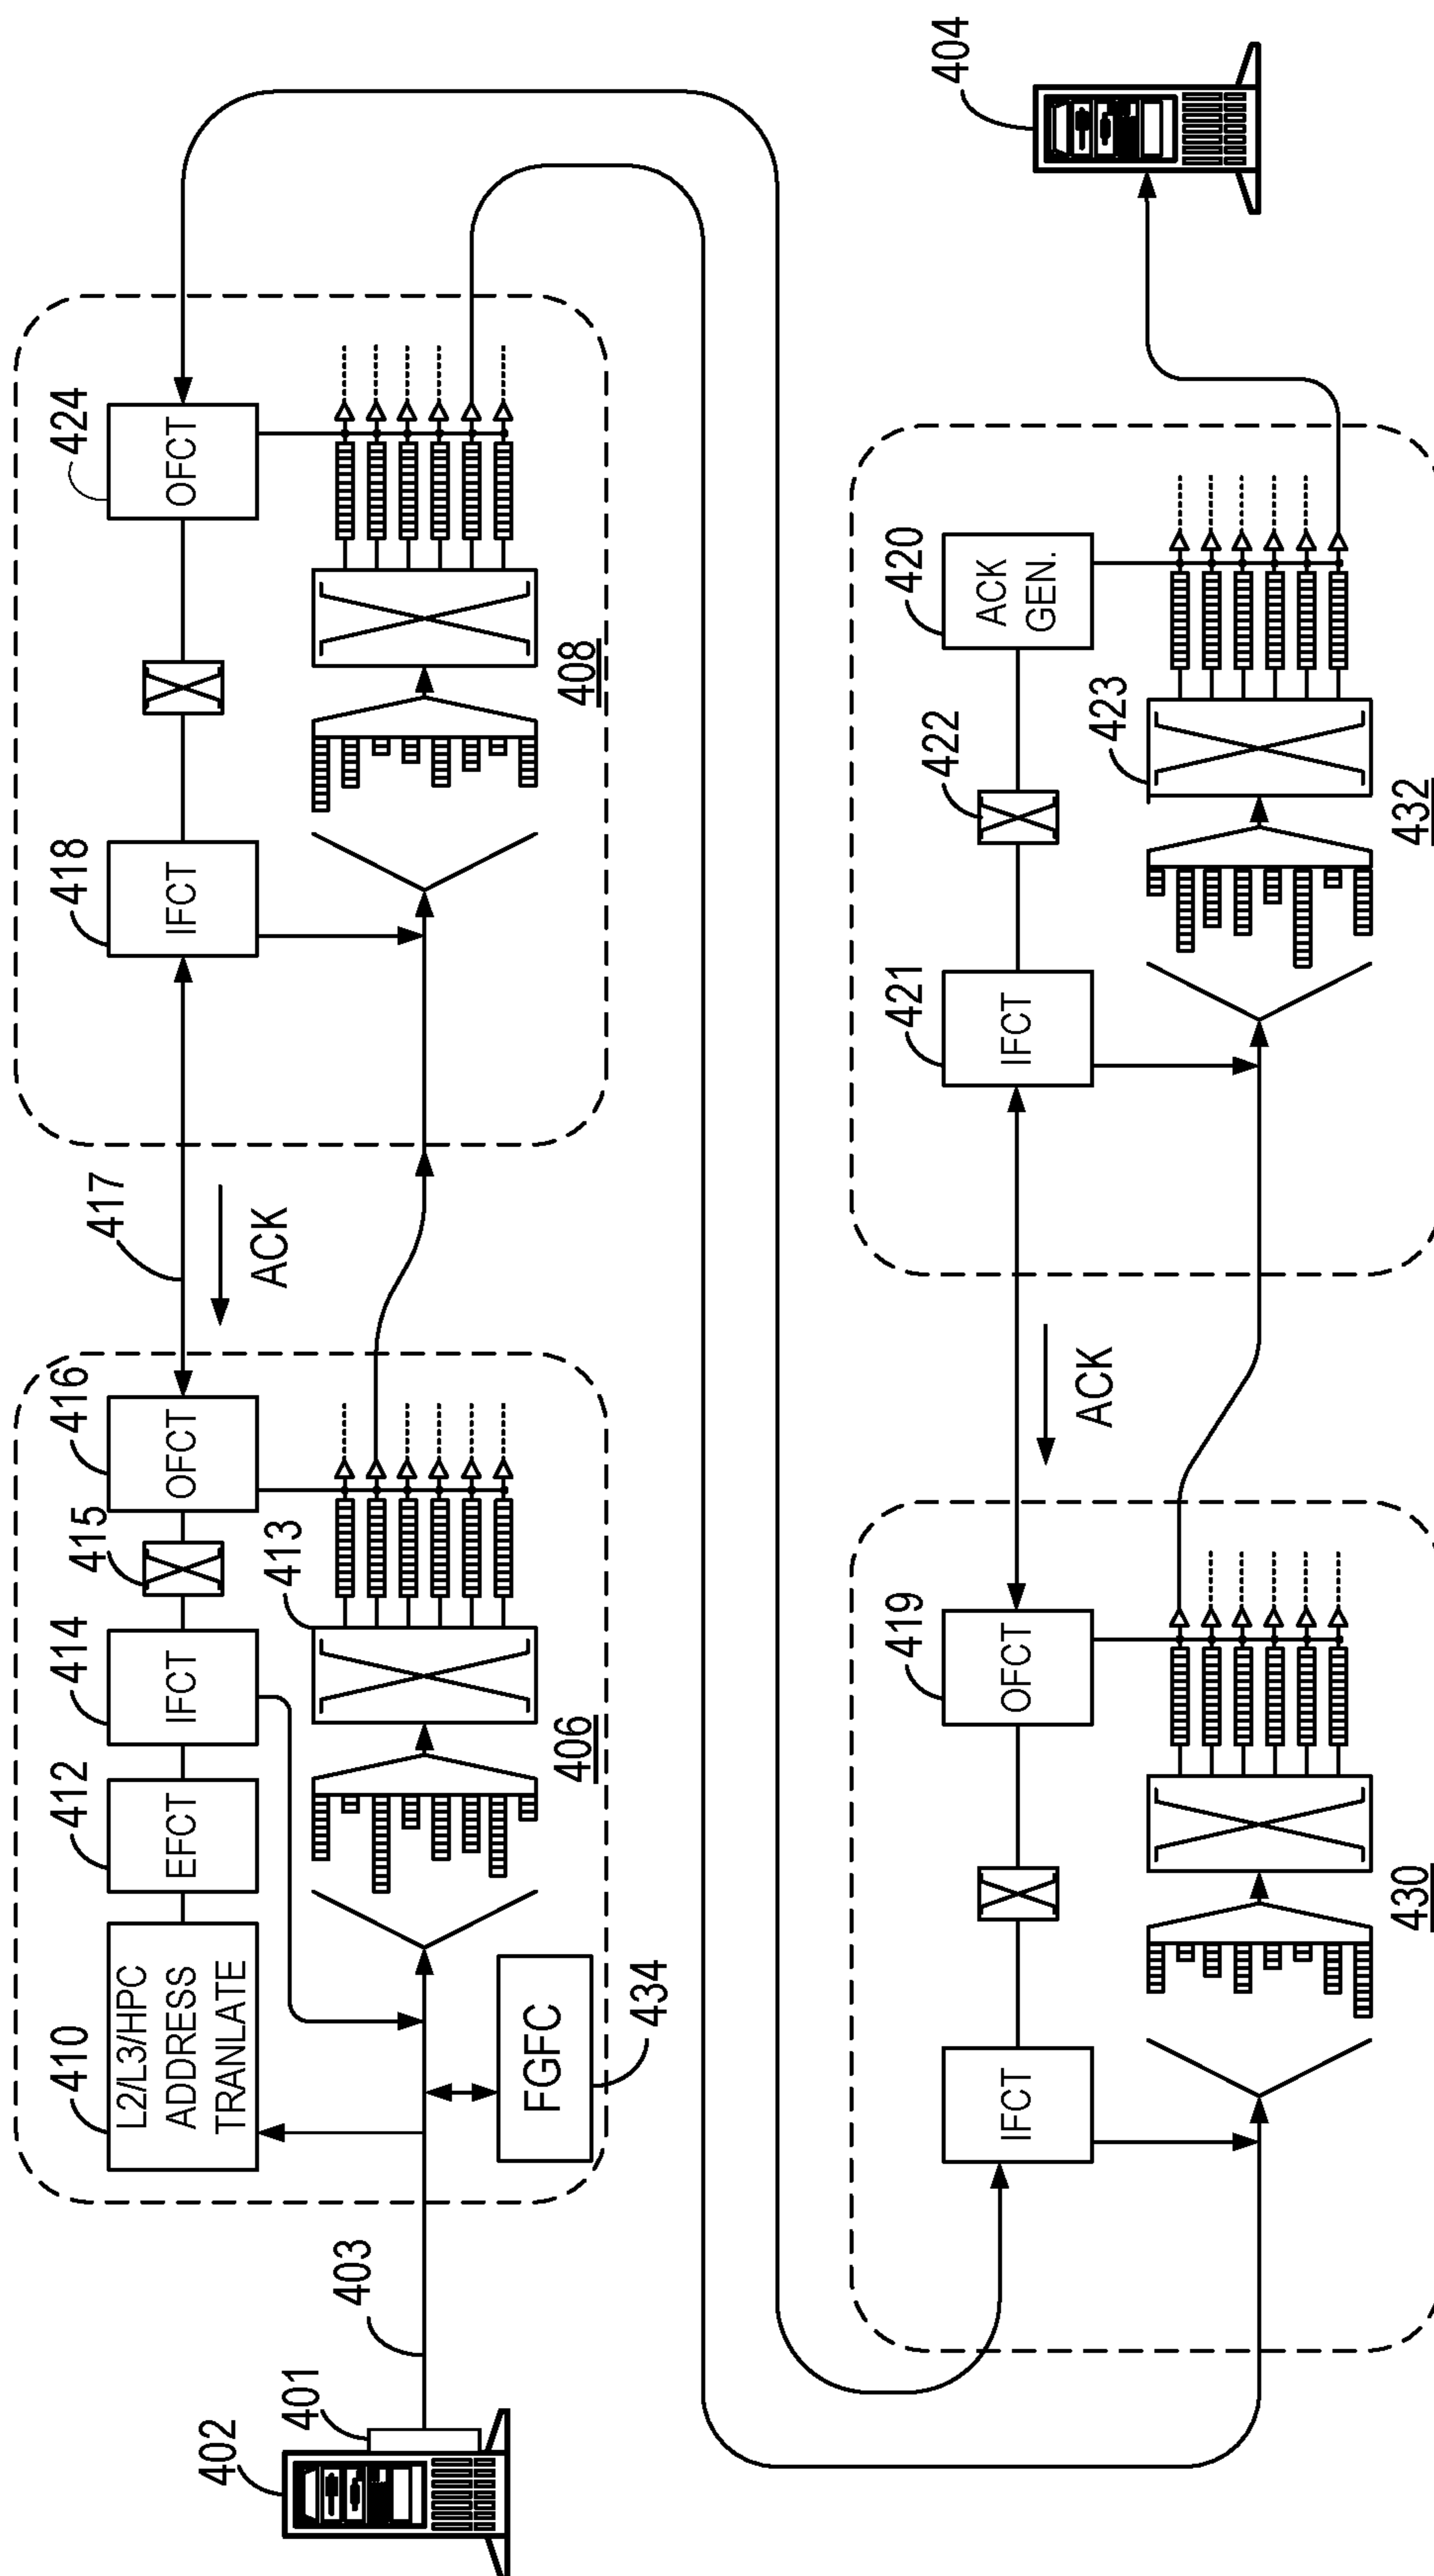 402
401
403
410
L2/L3/HPC
ADDRESS
TRANLATE
412
EFCT
414
IFCT
415
416
OFCT
413
406
FGFC
434
417
ACK
418
IFCT
424
OFCT
408
IFCT
419
OFCT
430
ACK
421
IFCT
422
420
ACK
GEN.
423
432
404